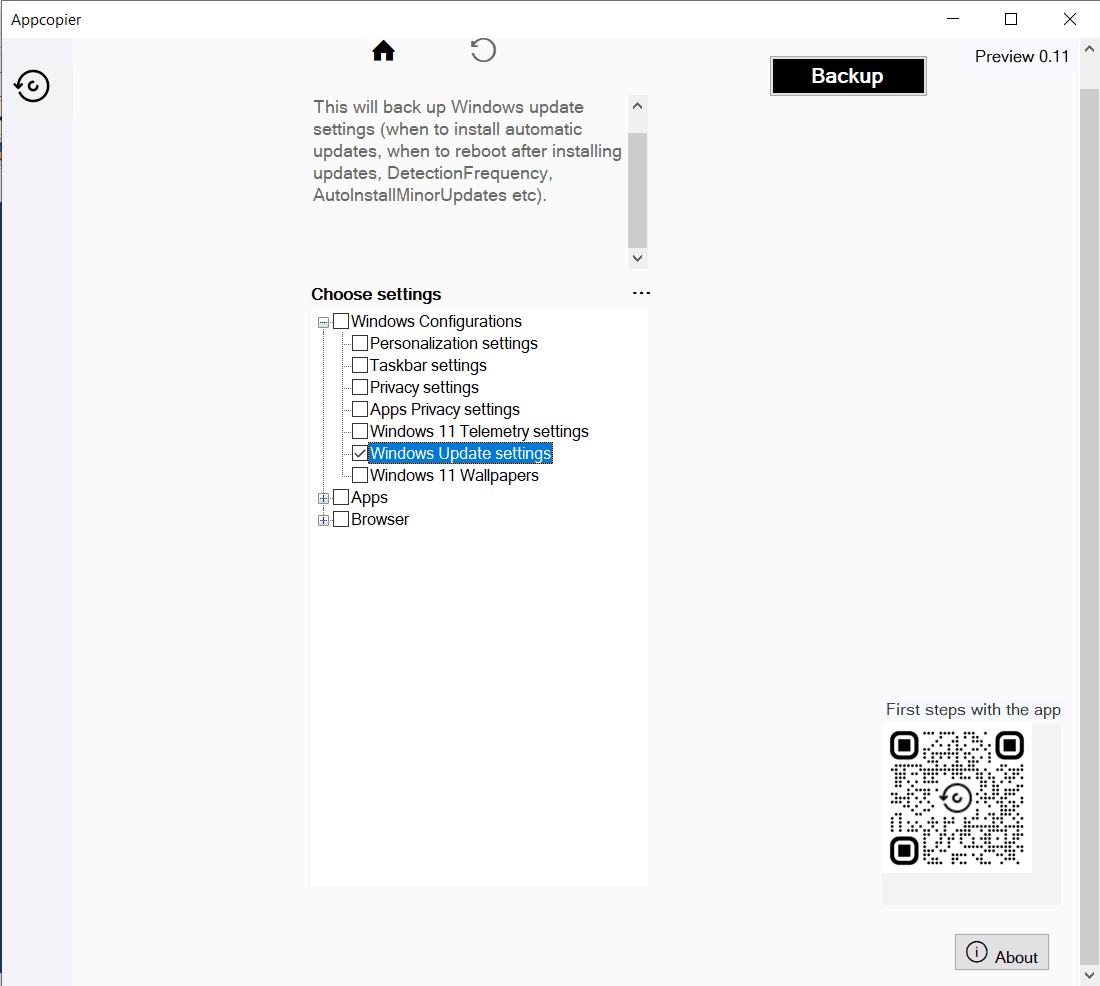 Appcopier
Preview 0.11
Backup
This will back up Windows update
settings (when to install automatic
updates, when to reboot after installing
updates, DetectionFrequency,
AutoInstallMinorUpdates etc).
Choose settings
...
Windows Configurations
Personalization settings
Taskbar settings
Privacy settings
Apps Privacy settings
Windows 11 Telemetry settings
Windows Update settings
Windows 11 Wallpapers
Apps
Browser
First steps with the app
About